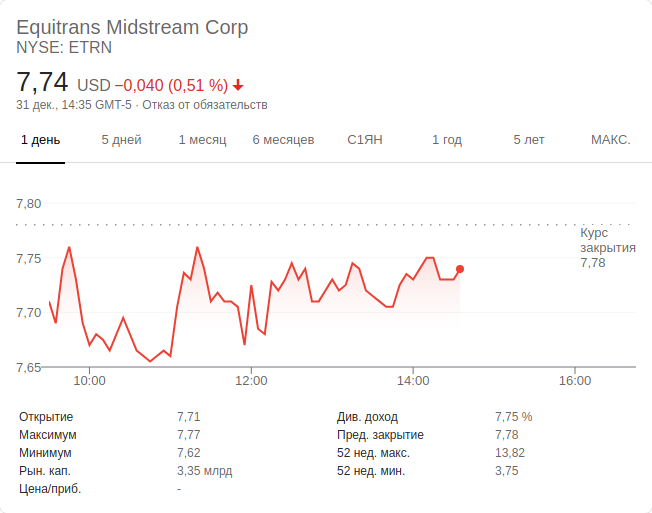 Equitrans Midstream Corp
NYSE: ETRN
7,74 USD −0,040 (0,51 %)
31 дек., 14:35 GMT-5 · Отказ от обязательств
1 день 5 дней 1 месяц 6 месяцев С1ЯН 1 год 5 лет МАКС.
7,80
Курс
закрытия
7,78
7,75
7,70
7,65
10:00 12:00 14:00 16:00
Открытие 7,71 Див. доход 7,75 %
Максимум 7,77 Пред. закрытие 7,78
Минимум 7,62 52 нед. макс. 13,82
Рын. кап. 3,35 млрд 52 нед. мин. 3,75
Цена/приб. -